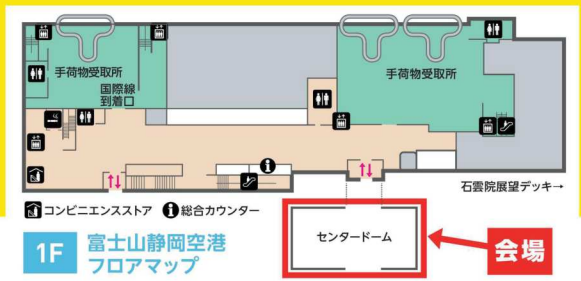 手荷物受取所
国際線
到着口
手荷物受取所
石雲院展望デッキ→
コンビニエンスストア
総合カウンター
1F
富士山静岡空港
フロアマップ
センタードーム
会場